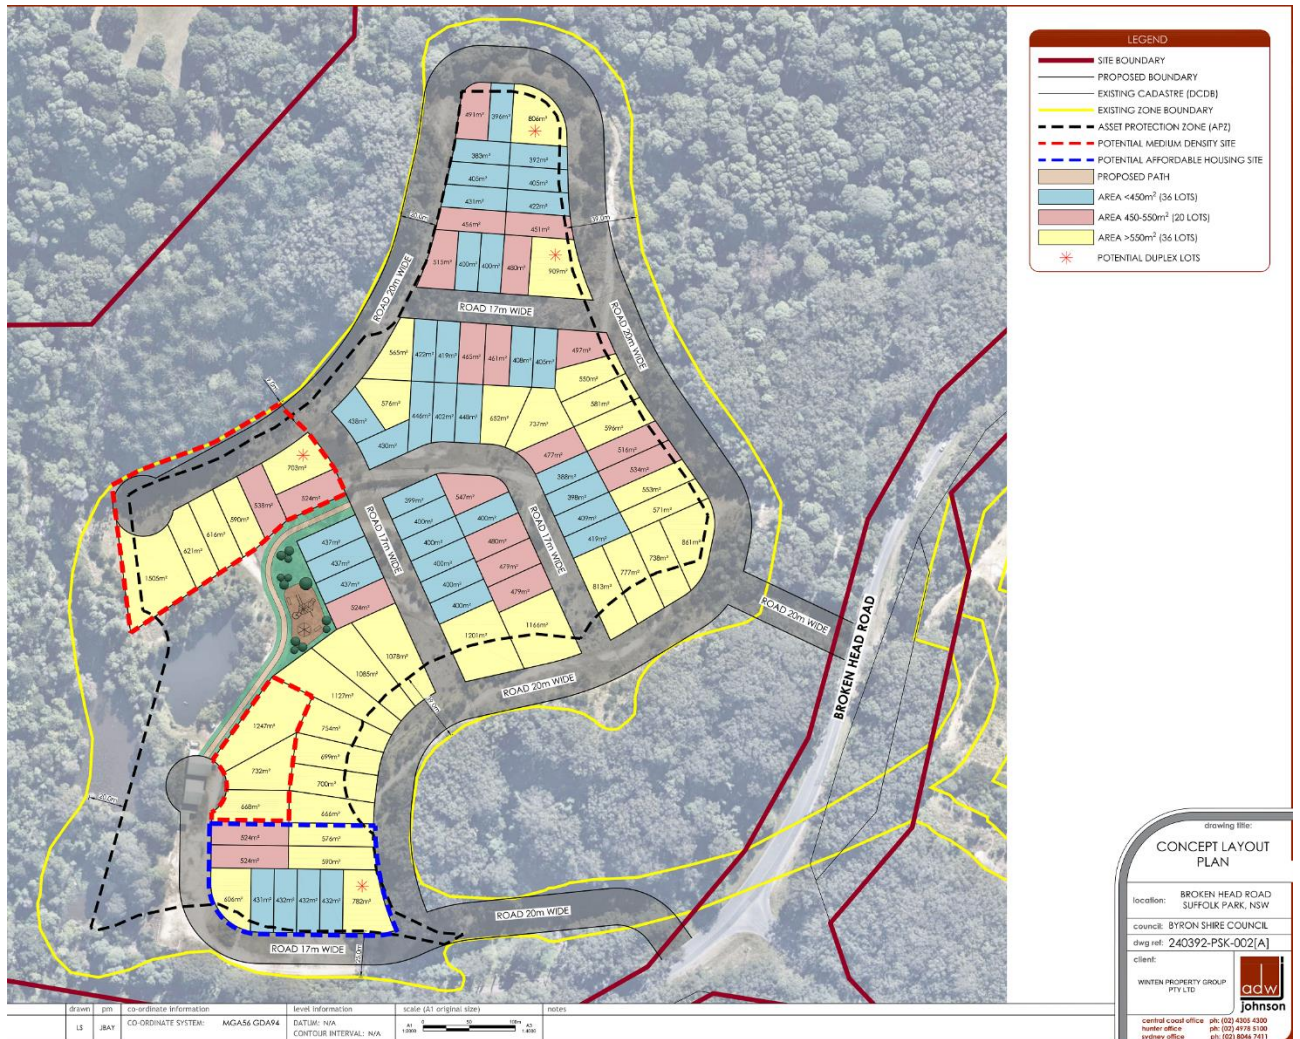 LEGEND
SITE BOUNDARY
PROPOSED BOUNDARY
EXISTING CADASTRE (DCDB)
EXISTING ZONE BOUNDARY
ASSET PROTECTION ZONE (APZ)
POTENTIAL MEDIUM DENSITY SITE
POTENTIAL AFFORDABLE HOUSING SITE
PROPOSED PATH
AREA <450m² (36 LOTS)
AREA 450-550m² (20 LOTS)
AREA >550m² (36 LOTS)
POTENTIAL DUPLEX LOTS
396m²
806m²
383m²
392m²
405m²
405m²
422m²
456m²
451m²
515m²
400m²
400m²
480m²
909m²
ROAD 20m WIDE
ROAD 17m WIDE
ROAD 20m WIDE
565m²
422m²
419m²
465m²
461m²
408m²
405m²
497m²
550m²
576m²
581m²
438m²
446m²
402m²
448m²
652m²
737m²
596m²
430m²
477m²
516m²
534m²
703m²
388m²
553m²
524m²
398m²
571m²
538m²
590m²
616m²
621m²
1505m²
399m²
547m²
400m²
400m²
409m²
419m²
861m²
738m²
777m²
813m²
437m²
437m²
437m²
524m²
400m²
480m²
400m²
479m²
400m²
479m²
400m²
1166m²
1201m²
ROAD 17m WIDE
ROAD 17m WIDE
ROAD 20m WIDE
BROKEN HEAD ROAD
1078m²
1085m²
1127m²
ROAD 20m WIDE
1247m²
754m²
699m²
732m²
700m²
668m²
666m²
524m²
576m²
524m²
590m²
606m²
431m²
432m²
432m²
432m²
782m²
ROAD 20m WIDE
ROAD 17m WIDE
drawing title:
CONCEPT LAYOUT
PLAN
location:
BROKEN HEAD ROAD
SUFFOLK PARK, NSW
council: BYRON SHIRE COUNCIL
dwg ref: 240392-PSK-002[A]
client:
WINTEN PROPERTY GROUP
PTY LTD
adw
johnson
central coast office ph: (02) 4305 4300
hunter office ph: (02) 4978 5100
sydney office ph: (02) 8046 7411
drawn
pm
co-ordinate information
level information
scale (A1 original size)
notes
LS
JBAY
CO-ORDINATE SYSTEM: MGA56 GDA94
DATUM: N/A
CONTOUR INTERVAL: N/A